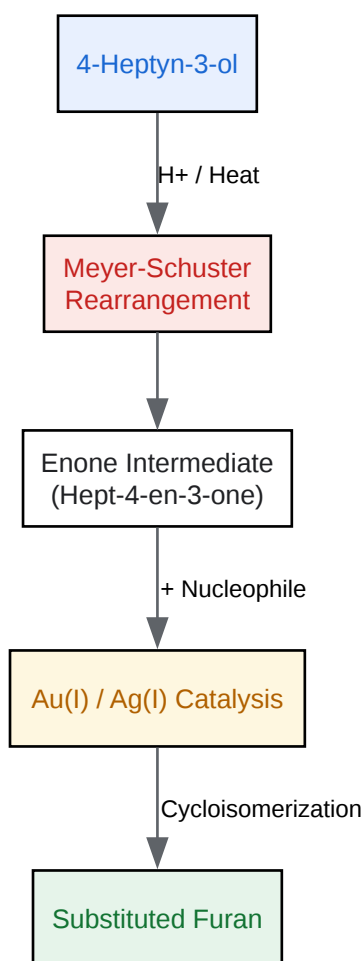 4-Heptyn-3-ol
H+ / Heat
Meyer-Schuster
Rearrangement
Enone Intermediate
(Hept-4-en-3-one)
+ Nucleophile
Au(I) / Ag(I) Catalysis
Cycloisomerization
Substituted Furan